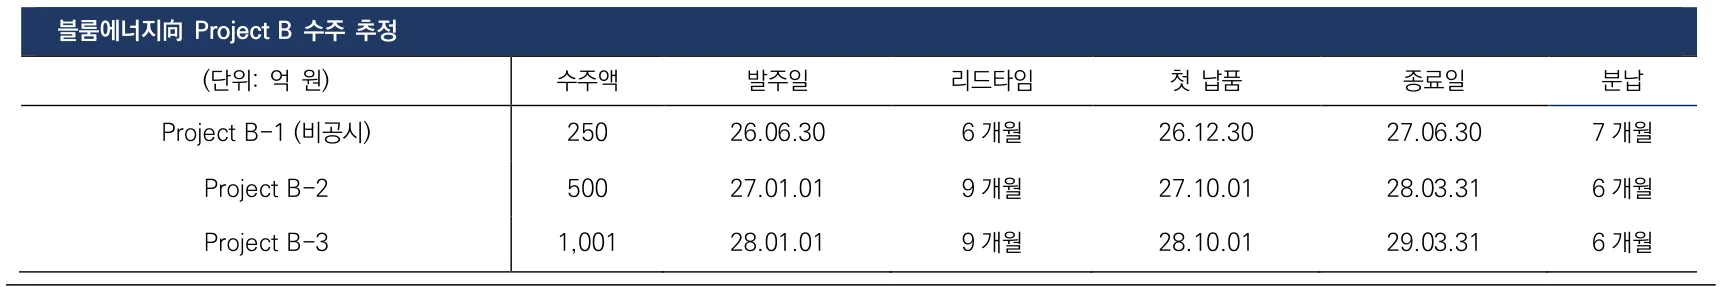 블룸에너지向 Project B 수주 추정
(단위: 억 원) 수주액 발주일 리드타임 첫 납품 종료일 분납
Project B-1 (비공시) 250 26.06.30 6개월 26.12.30 27.06.30 7개월
Project B-2 500 27.01.01 9개월 27.10.01 28.03.31 6개월
Project B-3 1,001 28.01.01 9개월 28.10.01 29.03.31 6개월